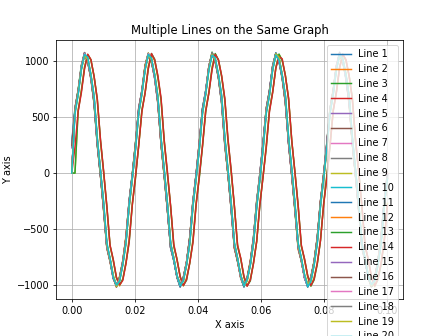 Multiple Lines on the Same Graph
Y axis
1000
500
0
−500
−1000
0.00
0.02
0.04
0.06
X axis
Line 1
Line 2
Line 3
Line 4
Line 5
Line 6
Line 7
Line 8
Line 9
Line 10
Line 11
Line 12
Line 13
Line 14
Line 15
Line 16
Line 17
Line 18
Line 19